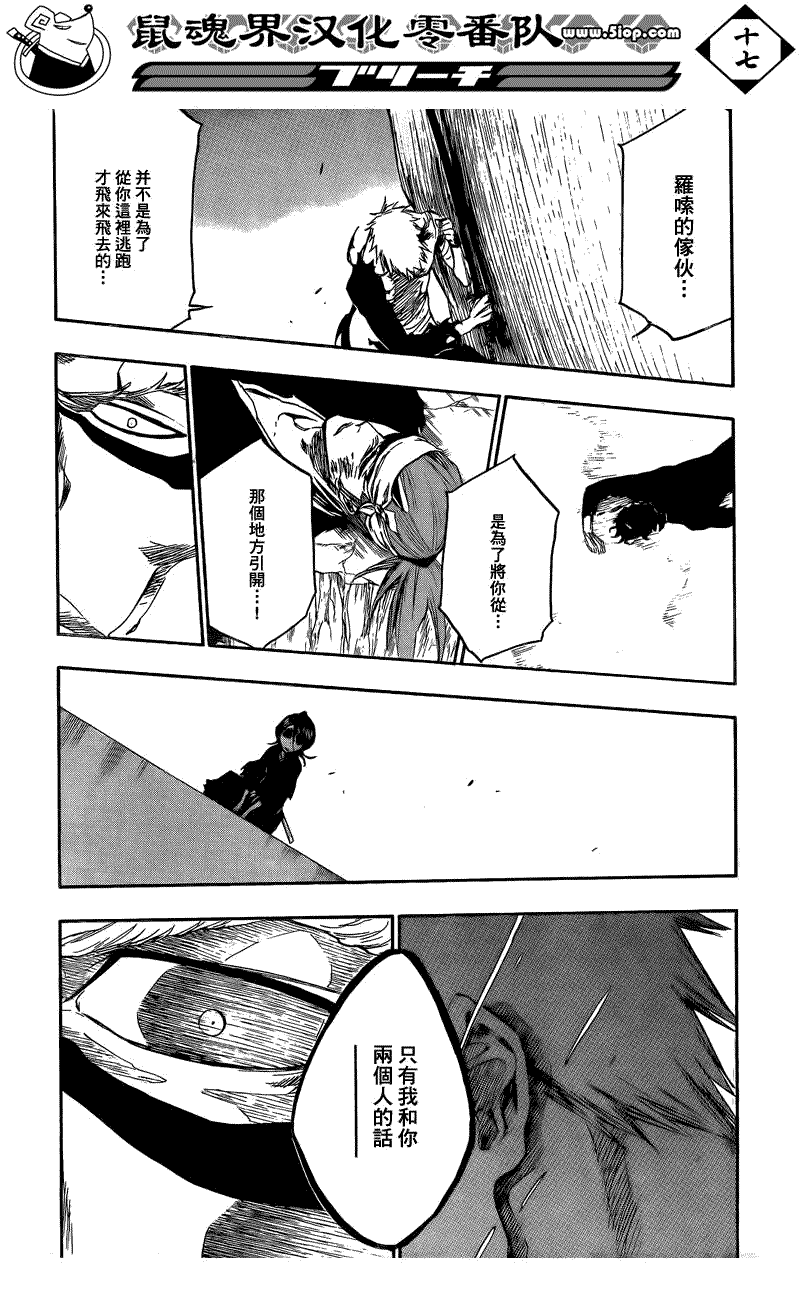 鼠魂界汉化零番队
www.5iop.com
十七
ブリーチ
羅嗦的傢伙…
并不是為了
從你這裡逃跑
才飛來飛去的…
是為了將你從…
那個地方引開…！
只有我和你
兩個人的話
——